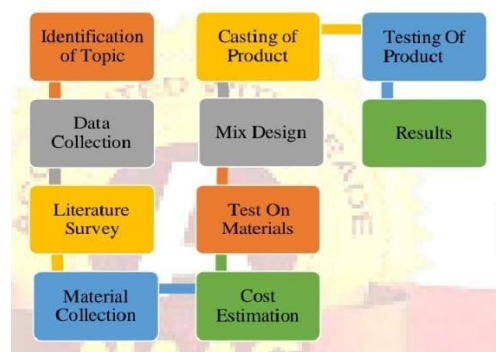 Identification
of Topic
Data
Collection
Literature
Survey
Material
Collection
Cost
Estimation
Test On
Materials
Mix Design
Casting of
Product
Testing Of
Product
Results